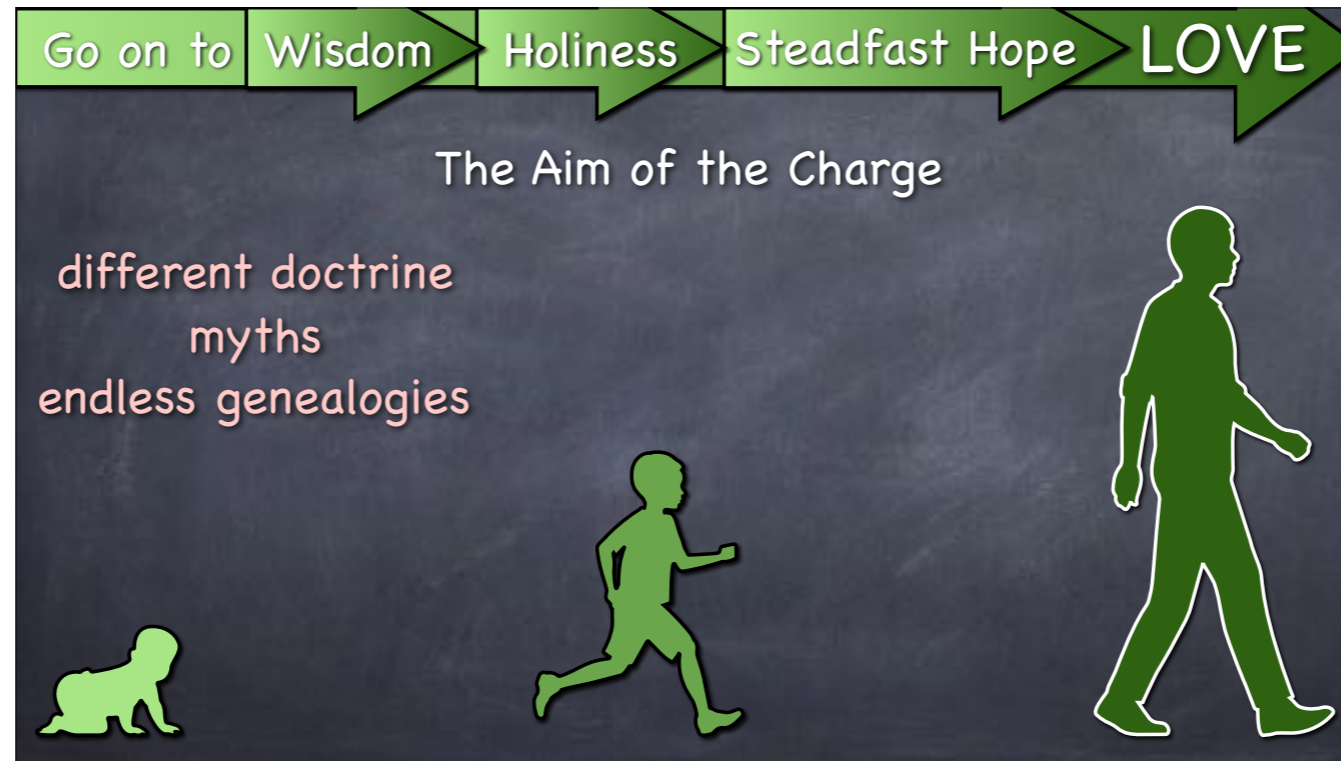 Go on to Wisdom Holiness Steadfast Hope LOVE
The Aim of the Charge
different doctrine
myths
endless genealogies